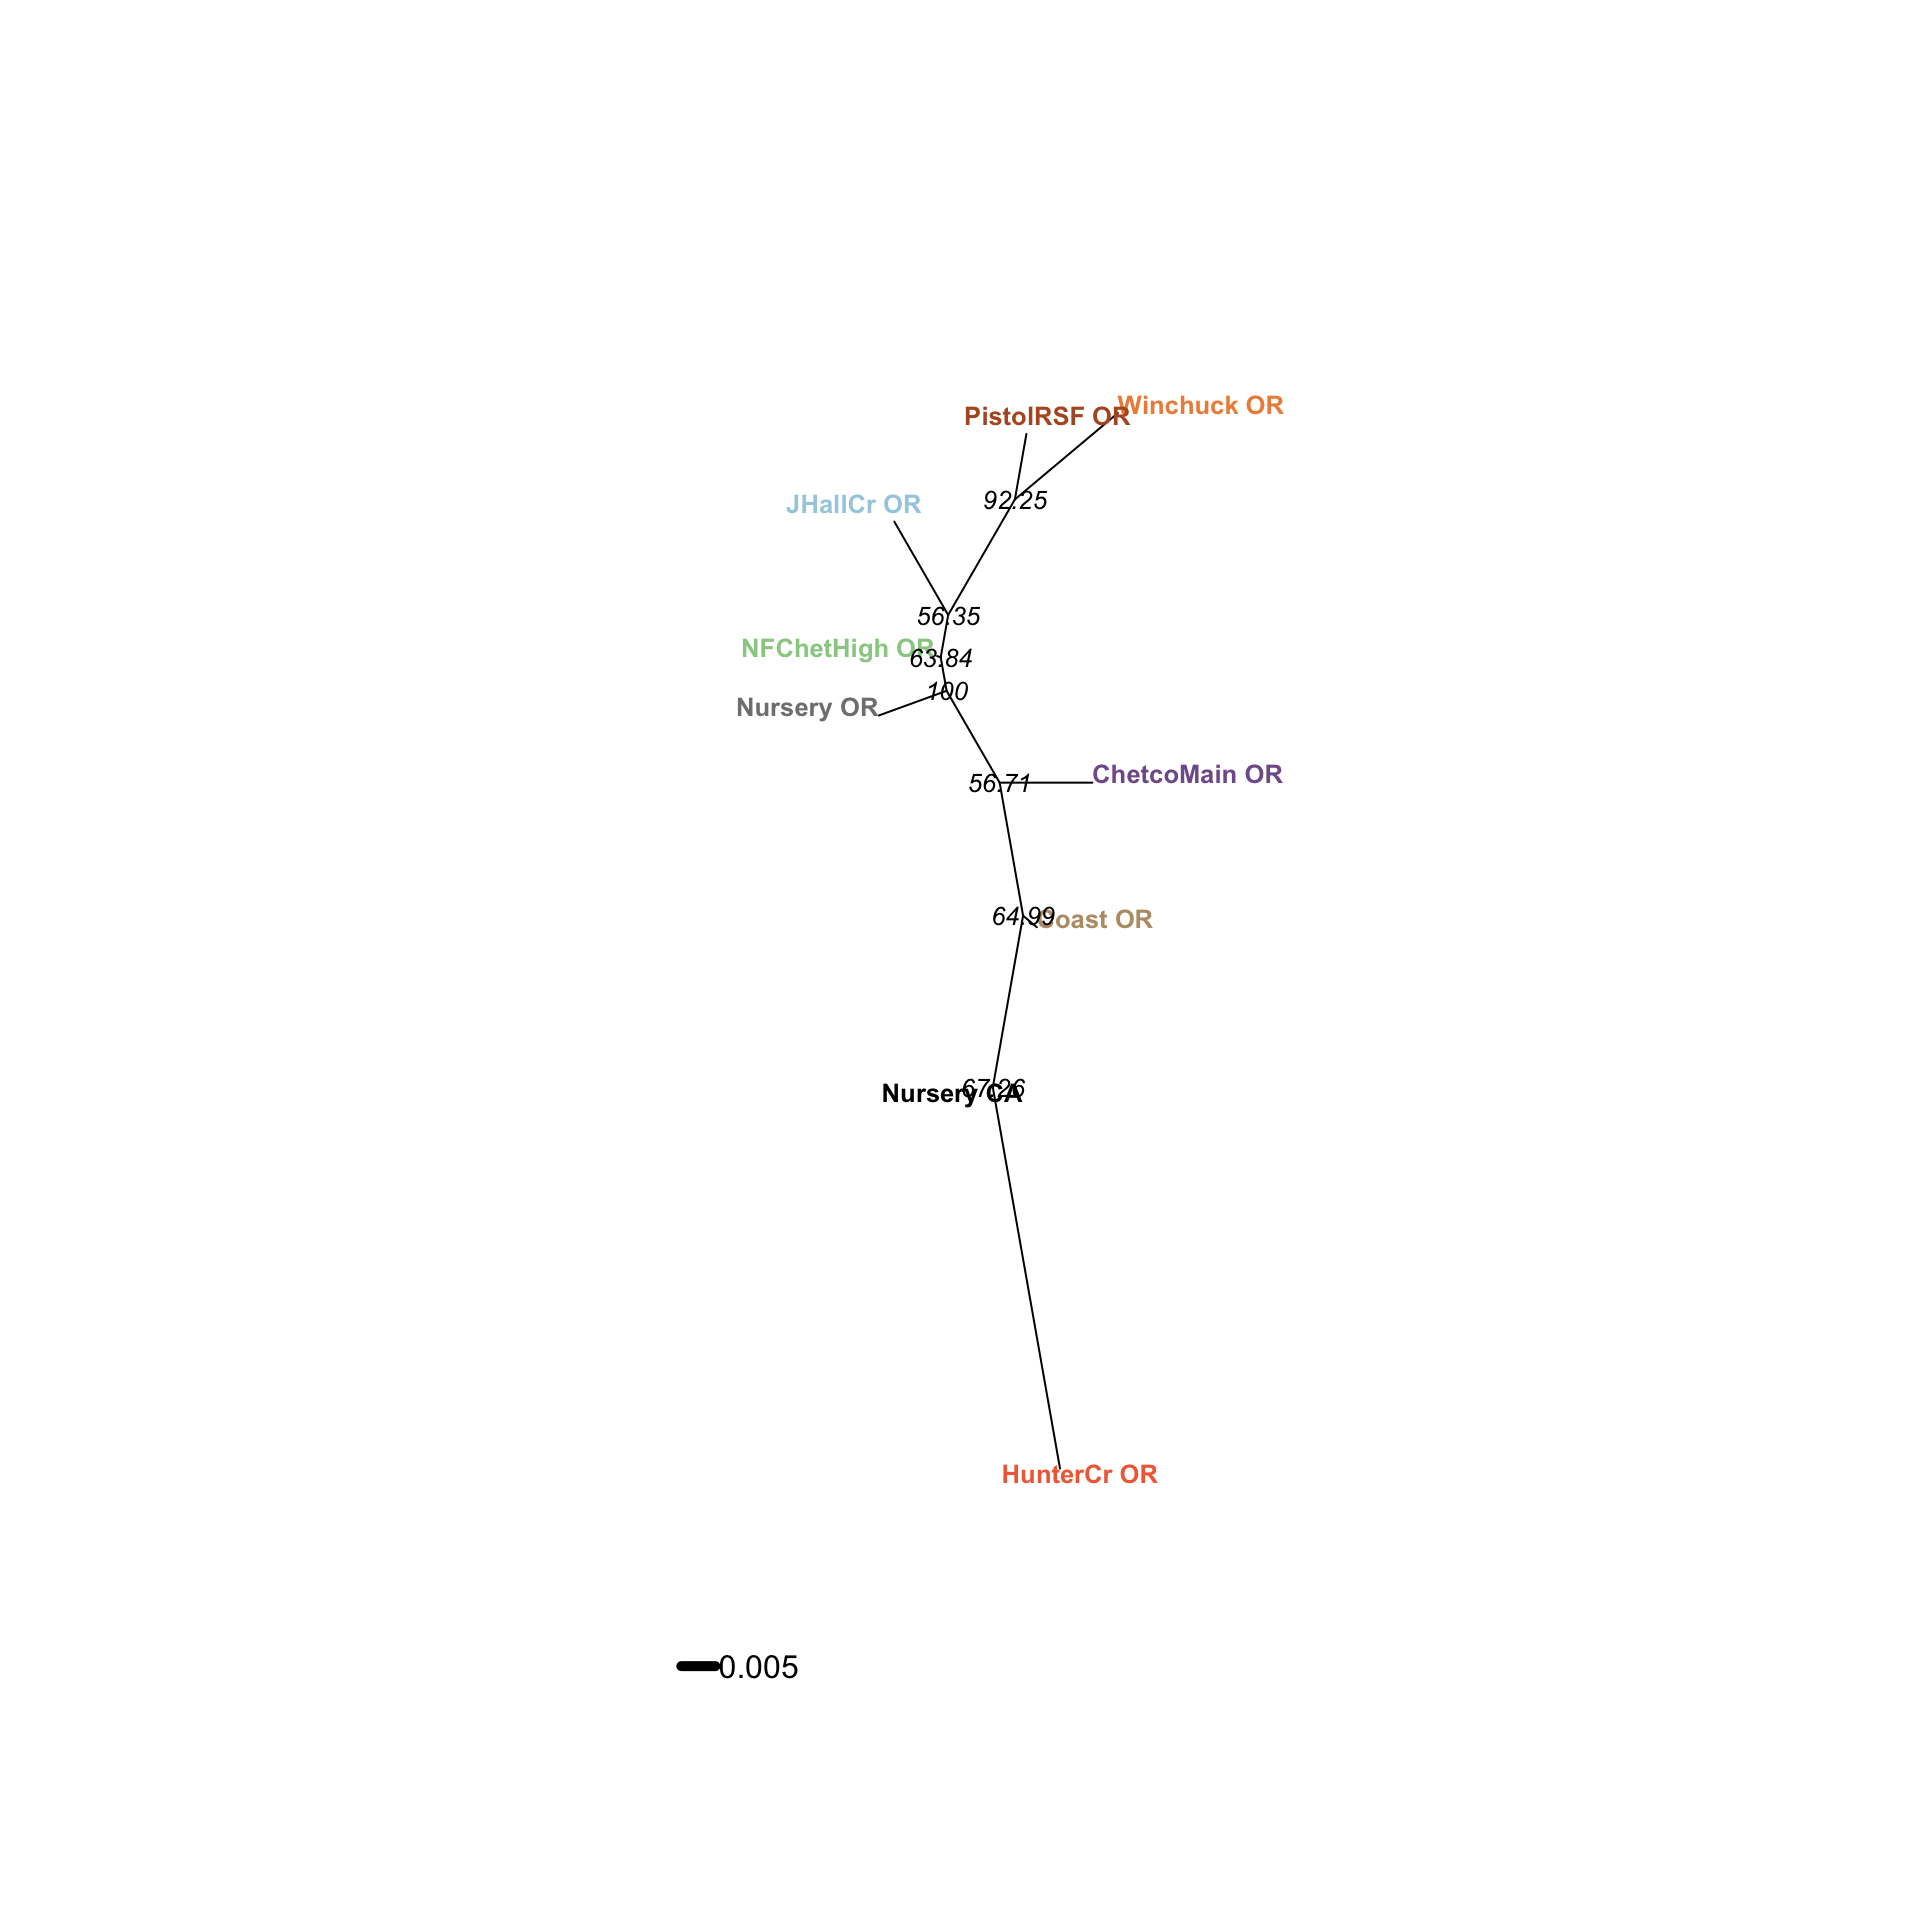 Winchuck OR
PistolRSF OR
92.25
JHallCr OR
56.35
NFChetHigh OR
63.84
100
Nursery OR
56.71
ChetcoMain OR
64.99
Coast OR
67.26
Nursery CA
HunterCr OR
0.005